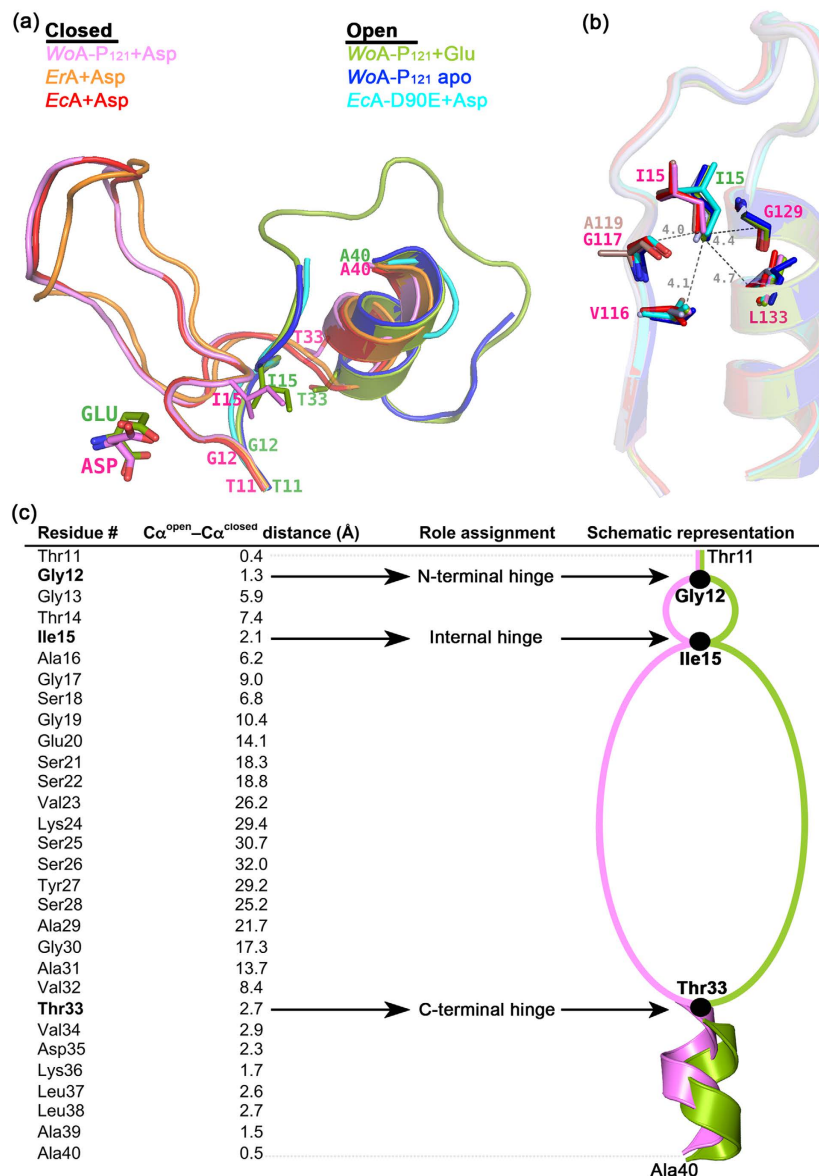 (a)
Closed
WoA-P121+Asp
ErA+Asp
EcA+Asp
Open
WoA-P121+Glu
WoA-P121 apo
EcA-D90E+Asp
A40
A40
T33
I15
I15
T33
GLU
ASP
G12
G12
T11 T11
(b)
I15 I15
G129
A119
G117
4.0
4.4
4.1
4.7
V116
L133
(c)
Residue # Cαopen–Cαclosed distance (Å) Role assignment Schematic representation
Thr11 0.4 Thr11
Gly12 1.3 N-terminal hinge Gly12
Gly13 5.9
Thr14 7.4
Ile15 2.1 Internal hinge Ile15
Ala16 6.2
Gly17 9.0
Ser18 6.8
Gly19 10.4
Glu20 14.1
Ser21 18.3
Ser22 18.8
Val23 26.2
Lys24 29.4
Ser25 30.7
Ser26 32.0
Tyr27 29.2
Ser28 25.2
Ala29 21.7
Gly30 17.3
Ala31 13.7
Val32 8.4
Thr33 2.7 C-terminal hinge Thr33
Val34 2.9
Asp35 2.3
Lys36 1.7
Leu37 2.6
Leu38 2.7
Ala39 1.5
Ala40 0.5 Ala40